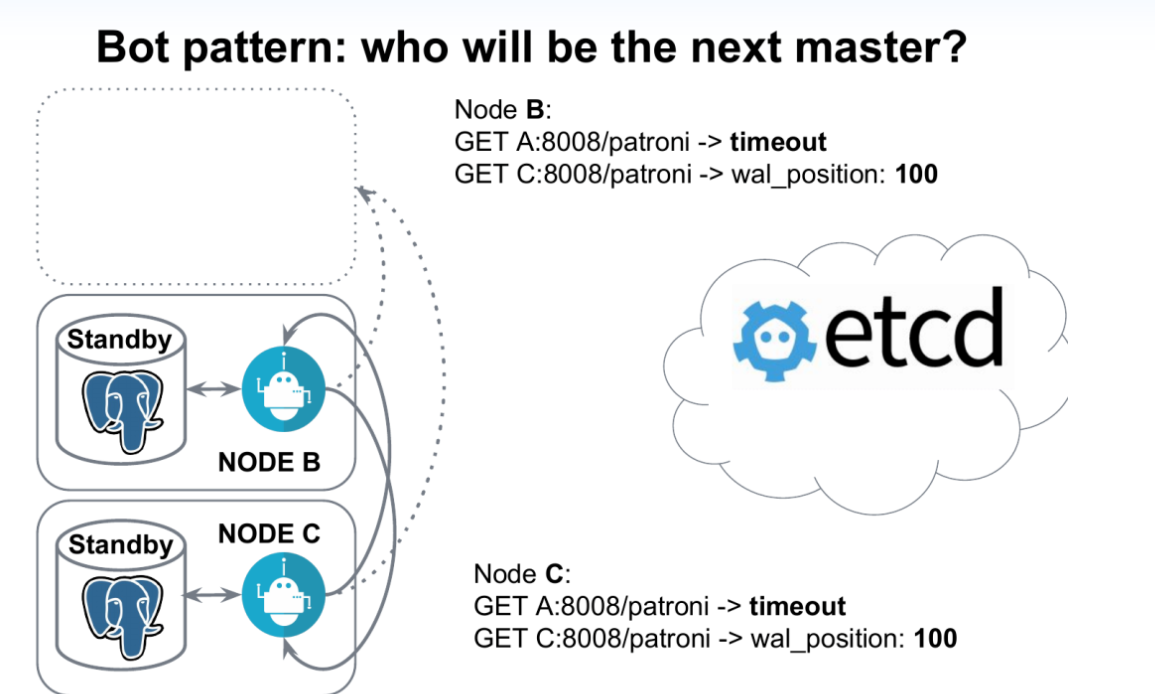 Bot pattern: who will be the next master?
Node B:
GET A:8008/patroni -> timeout
GET C:8008/patroni -> wal_position: 100
etcd
Standby
NODE B
Standby
NODE C
Node C:
GET A:8008/patroni -> timeout
GET C:8008/patroni -> wal_position: 100